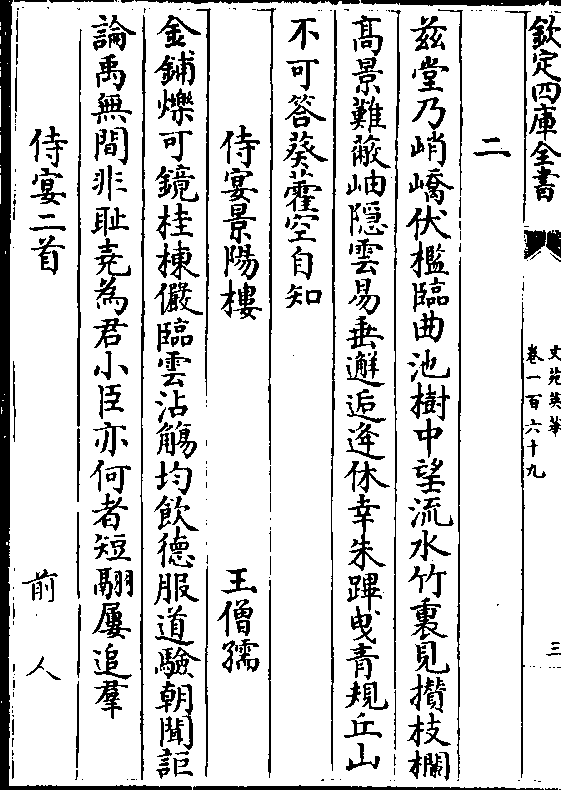 欽定四庫全書
文苑英華
卷一百六十九
三
二
茲堂乃峭嶠伏檻臨曲池樹中望流水竹裏見攢枝欄
高景難蔽岫隱雲易垂邂逅逢休幸朱蹕曳青規丘山
不可答葵藿空自知
侍宴景陽樓 王僧孺
金鋪爍可鏡桂棟儼臨雲沾觴均飲德服道驗朝聞詎
論禹無間非耻堯為君小臣亦何者短翮屢追羣
侍宴二首 前人